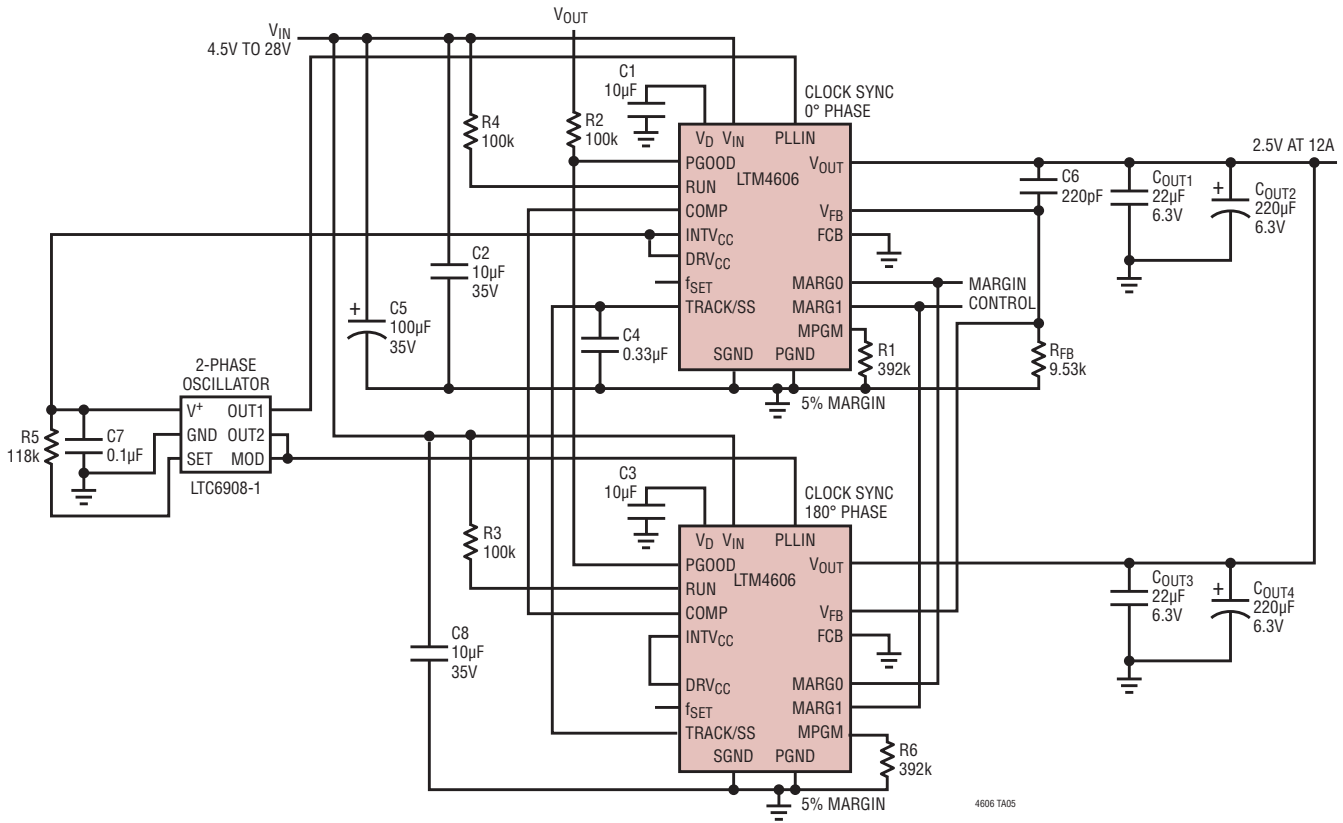 VIN
4.5V TO 28V
VOUT
C1
10µF
CLOCK SYNC
0° PHASE
R4
100k
R2
100k
VD VIN PLLIN
PGOOD
LTM4606
RUN
COMP
INTVCC
DRVCC
fSET
TRACK/SS
SGND PGND
VOUT
VFB
FCB
MARG0
MARG1
MPGM
C6
220pF
COUT1
22µF
6.3V
+
COUT2
220µF
6.3V
2.5V AT 12A
C2
10µF
35V
+
C5
100µF
35V
C4
0.33µF
MARGIN
CONTROL
R1
392k
RFB
9.53k
5% MARGIN
2-PHASE
OSCILLATOR
V+ OUT1
GND OUT2
SET MOD
LTC6908-1
R5
118k
C7
0.1µF
C3
10µF
CLOCK SYNC
180° PHASE
R3
100k
C8
10µF
35V
VD VIN PLLIN
PGOOD
LTM4606
RUN
COMP
INTVCC
DRVCC
fSET
TRACK/SS
SGND PGND
VOUT
VFB
FCB
MARG0
MARG1
MPGM
COUT3
22µF
6.3V
+
COUT4
220µF
6.3V
R6
392k
5% MARGIN
4606 TA05